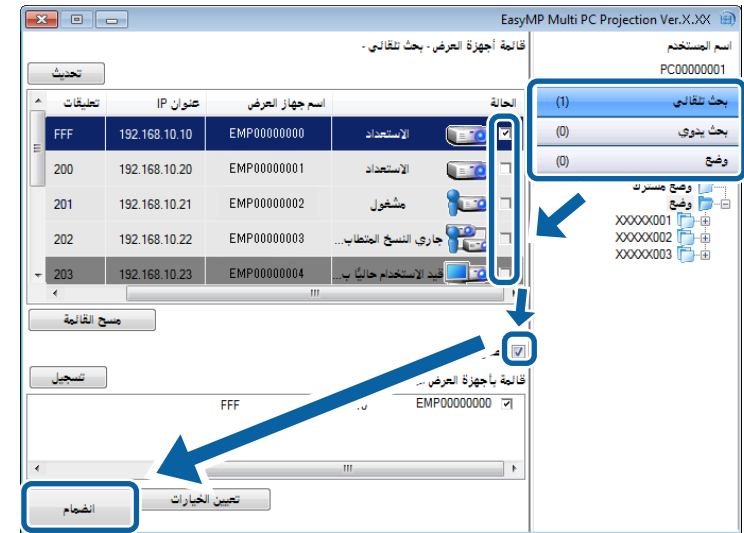 EasyMP Multi PC Projection Ver.X.XX
اسم المستخدم
PC00000001
بحث تلقائي (1)
بحث يدوي (0)
وضع (0)
وضع مشترك
وضع
XXXXX001
XXXXX002
XXXXX003
قائمة أجهزة العرض - بحث تلقائي -
تحديث
الحالة اسم جهاز العرض عنوان IP تعليقات
الاستعداد EMP00000000 192.168.10.10 FFF
الاستعداد EMP00000001 192.168.10.20 200
مشغول EMP00000002 192.168.10.21 201
جاري النسخ المتطاب... EMP00000003 192.168.10.22 202
قيد الاستخدام حاليًا ب... EMP00000004 192.168.10.23 203
مسح القائمة
قائمة بأجهزة العرض
تسجيل
EMP00000000 FFF
تعيين الخيارات
انضمام